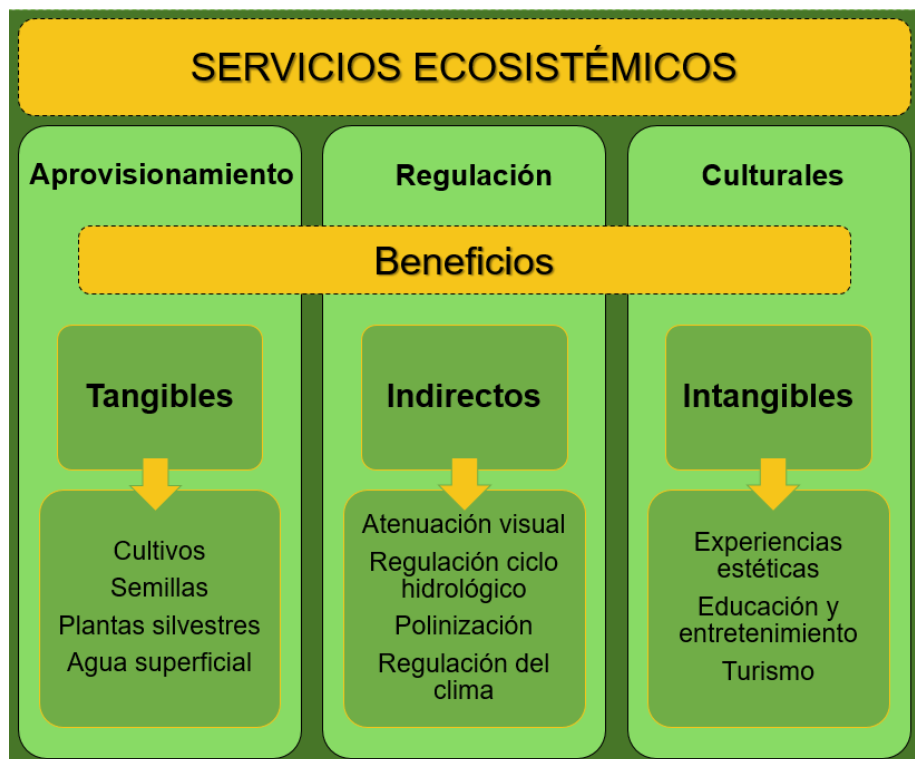 SERVICIOS ECOSISTÉMICOS
Aprovisionamiento
Regulación
Culturales
Beneficios
Tangibles
Indirectos
Intangibles
Cultivos
Semillas
Plantas silvestres
Agua superficial
Atenuación visual
Regulación ciclo
hidrológico
Polinización
Regulación del
clima
Experiencias
estéticas
Educación y
entretenimiento
Turismo